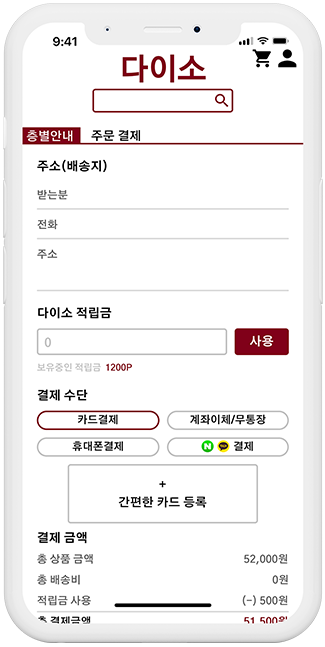 9:41
다이소
층별안내 주문 결제
주소(배송지)
받는분
전화
주소
다이소 적립금
0 사용
보유중인 적립금 1200P
결제 수단
카드결제 계좌이체/무통장
휴대폰결제 N 결제
+
간편한 카드 등록
결제 금액
총 상품 금액 52,000원
총 배송비 0원
적립금 사용 (-) 500원
총 결제금액 51,500원